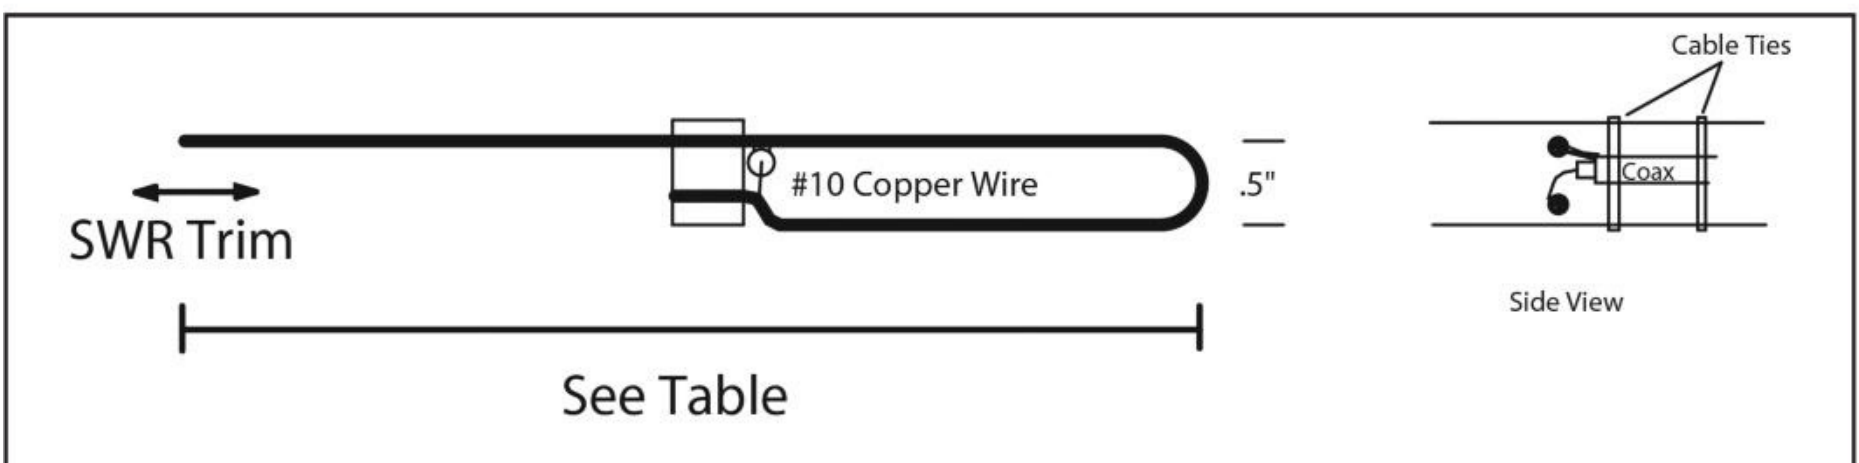 Cable Ties
#10 Copper Wire
.5"
Coax
SWR Trim
Side View
See Table